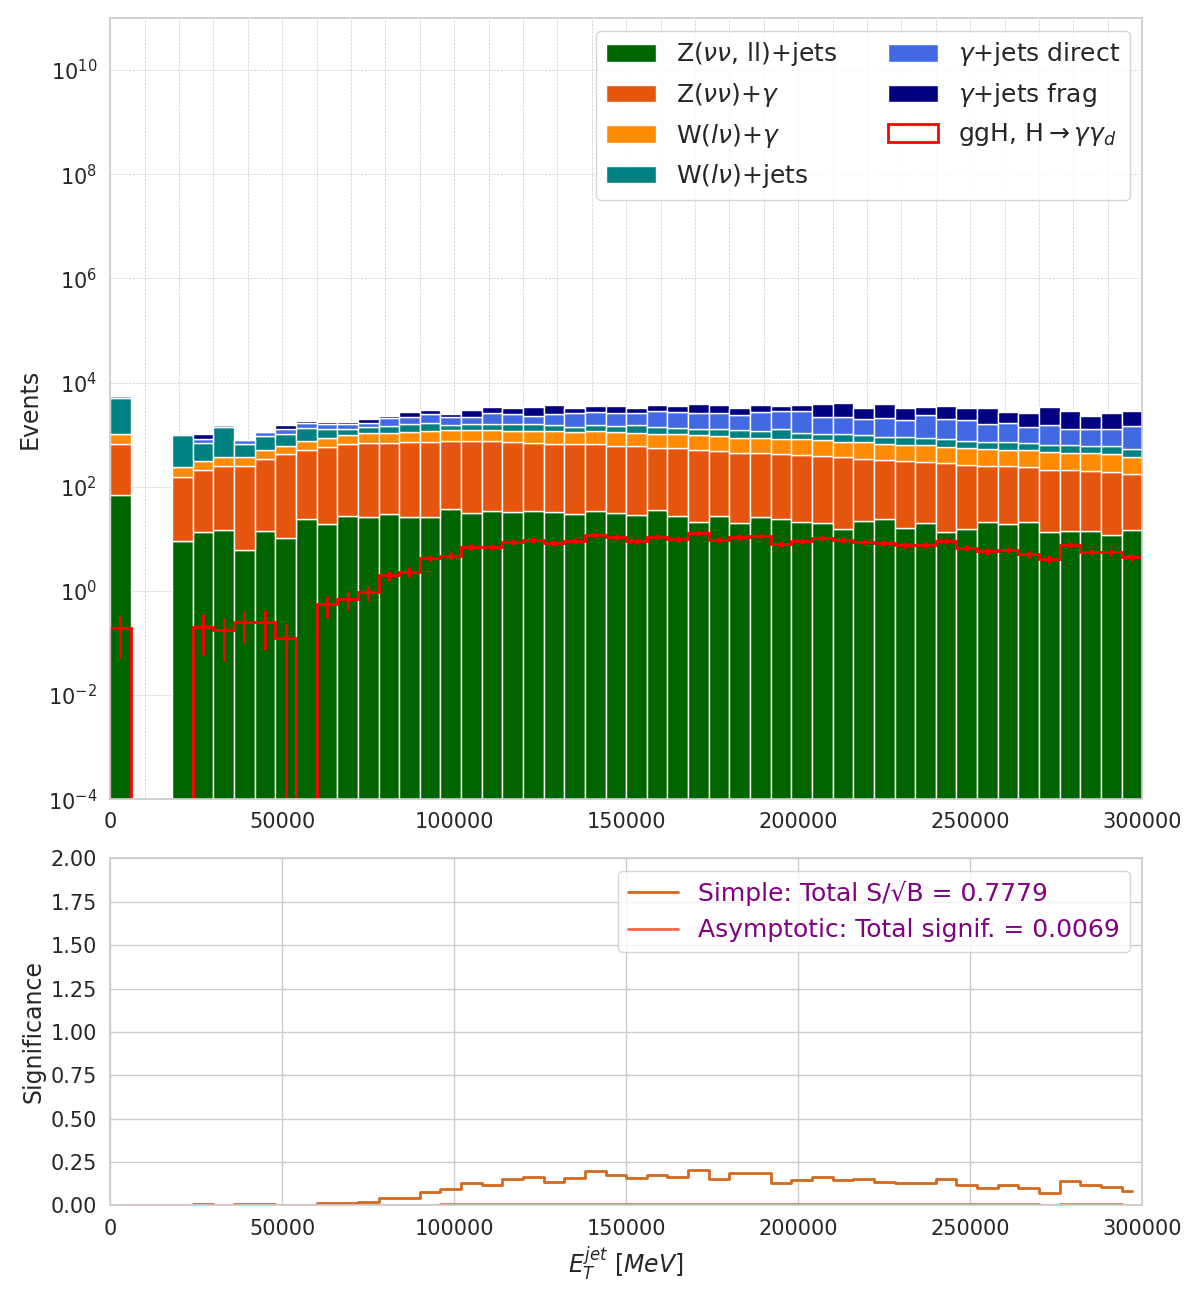 Z(νν, ll)+jets
Z(νν)+γ
W(lν)+γ
W(lν)+jets
γ+jets direct
γ+jets frag
ggH, H→γγ_d
Events
10^10
10^8
10^6
10^4
10^2
10^0
10^−2
10^−4
0 50000 100000 150000 200000 250000 300000
Simple: Total S/√B = 0.7779
Asymptotic: Total signif. = 0.0069
Significance
2.00
1.75
1.50
1.25
1.00
0.75
0.50
0.25
0.00
0 50000 100000 150000 200000 250000 300000
E_T^jet [MeV]